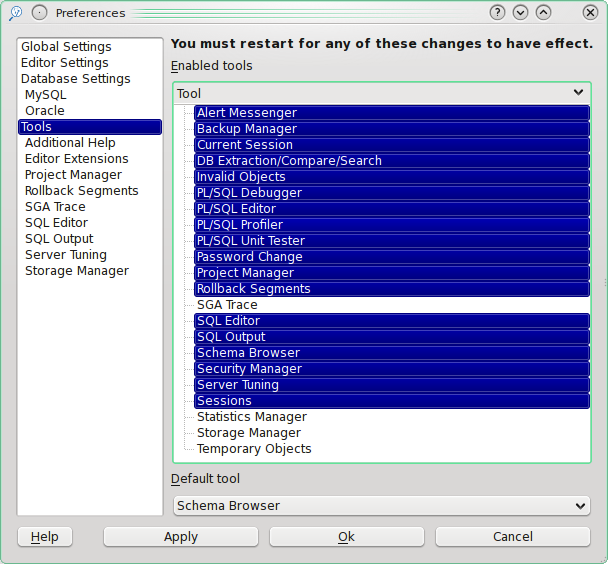 Preferences
Global Settings
Editor Settings
Database Settings
MySQL
Oracle
Tools
Additional Help
Editor Extensions
Project Manager
Rollback Segments
SGA Trace
SQL Editor
SQL Output
Server Tuning
Storage Manager
You must restart for any of these changes to have effect.
Enabled tools
Tool
Alert Messenger
Backup Manager
Current Session
DB Extraction/Compare/Search
Invalid Objects
PL/SQL Debugger
PL/SQL Editor
PL/SQL Profiler
PL/SQL Unit Tester
Password Change
Project Manager
Rollback Segments
SGA Trace
SQL Editor
SQL Output
Schema Browser
Security Manager
Server Tuning
Sessions
Statistics Manager
Storage Manager
Temporary Objects
Default tool
Schema Browser
Help Apply Ok Cancel